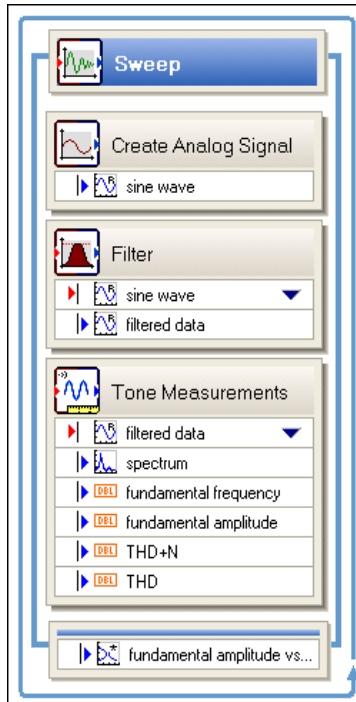 Sweep
Create Analog Signal
sine wave
Filter
sine wave
filtered data
Tone Measurements
filtered data
spectrum
DBL fundamental frequency
DBL fundamental amplitude
DBL THD+N
DBL THD
fundamental amplitude vs...